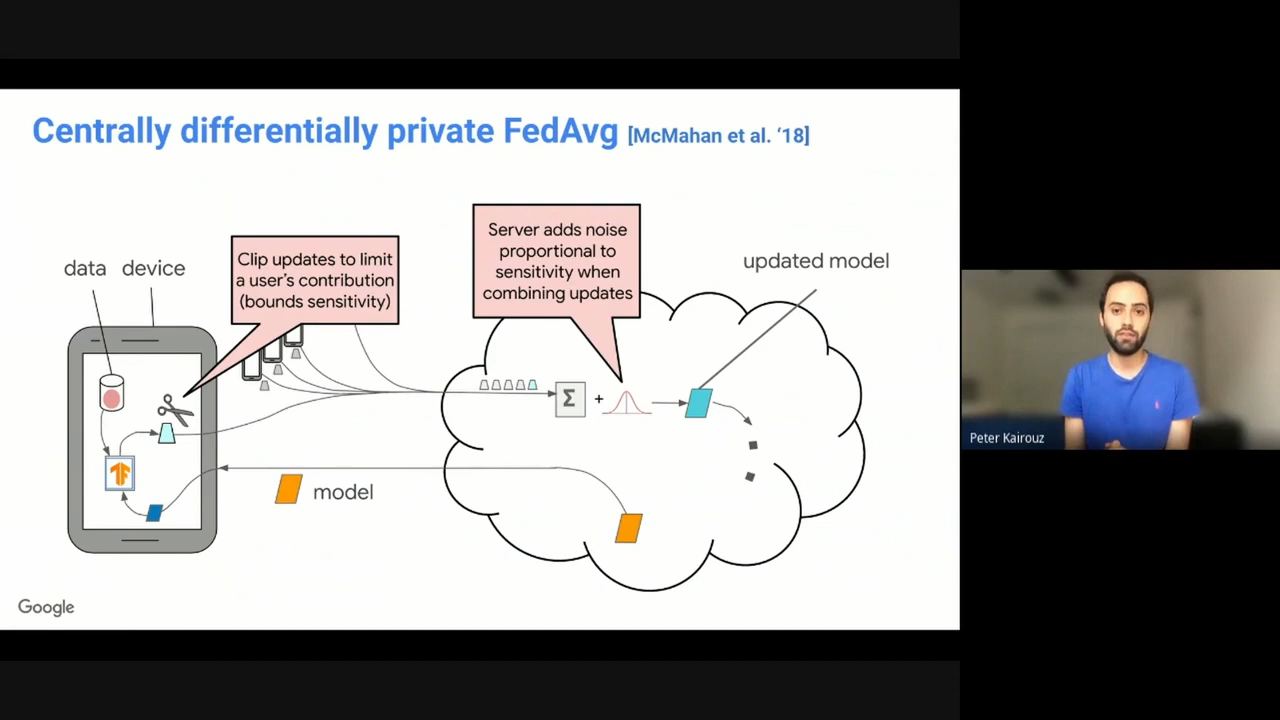 Centrally differentially private FedAvg [McMahan et al. ‘18]
data device
Clip updates to limit
a user's contribution
(bounds sensitivity)
Server adds noise
proportional to
sensitivity when
combining updates
updated model
Σ
+
model
Google
Peter Kairouz